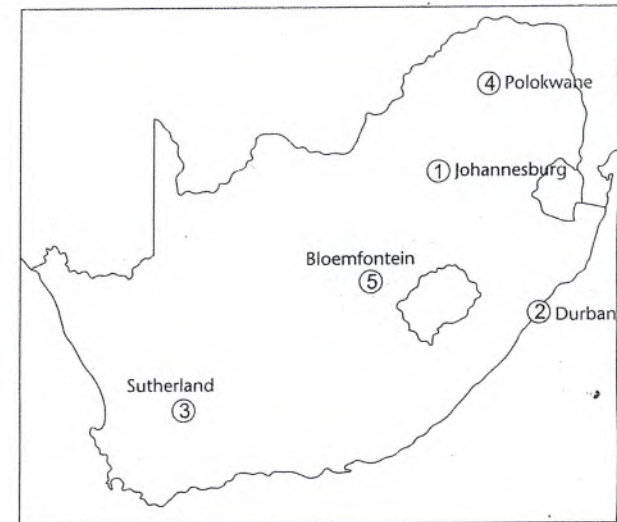 ④ Polokwane
① Johannesburg
Bloemfontein
⑤
② Durban
Sutherland
③